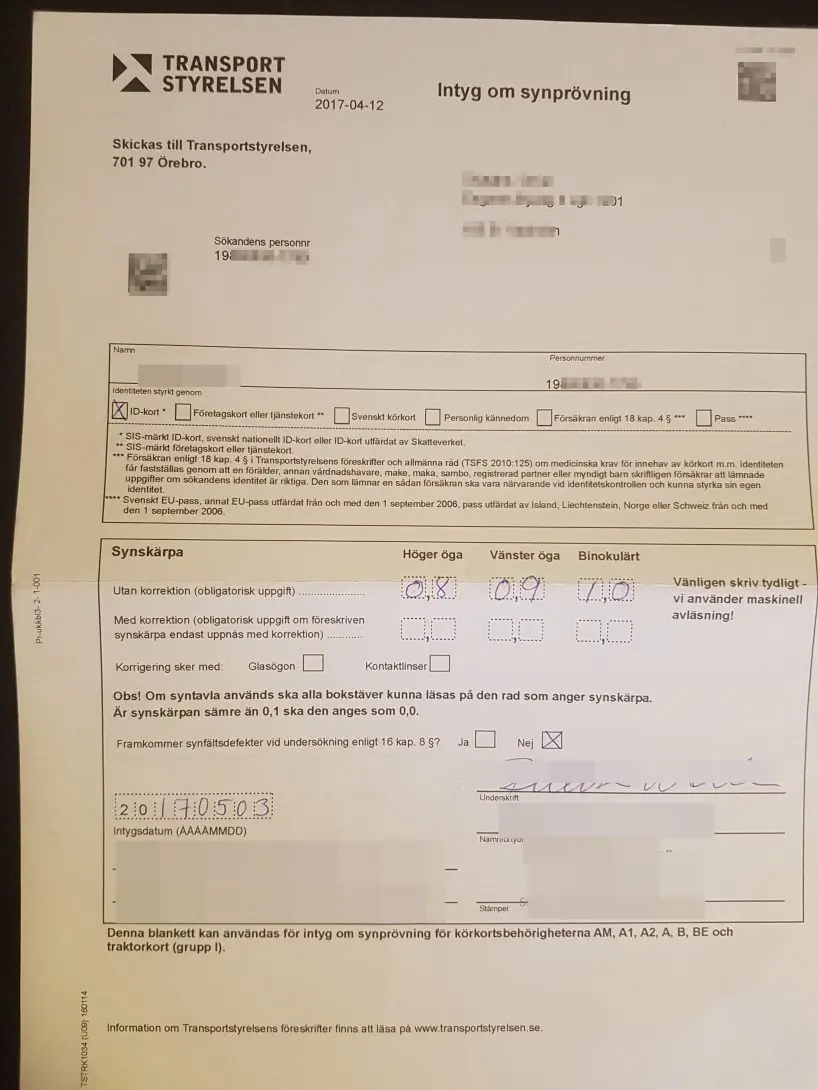 TRANSPORT
STYRELSEN
Datum
2017-04-12
Intyg om synprövning
Skickas till Transportstyrelsen,
701 97 Örebro.
Sökandens personnr
19
Namn
Personnummer
19
Identiteten styrkt genom
ID-kort * Företagskort eller tjänstekort ** Svenskt körkort Personlig kännedom Försäkran enligt 18 kap. 4 § *** Pass ****
* SIS-märkt ID-kort, svenskt nationellt ID-kort eller ID-kort utfärdat av Skatteverket.
** SIS-märkt företagskort eller tjänstekort.
*** Försäkran enligt 18 kap. 4 § i Transportstyrelsens föreskrifter och allmänna råd (TSFS 2010:125) om medicinska krav för innehav av körkort m.m. Identiteten
får fastställas genom att en förälder, annan vårdnadshavare, make, maka, sambo, registrerad partner eller myndigt barn skriftligen försäkrar att lämnade
uppgifter om sökandens identitet är riktiga. Den som lämnar en sådan försäkran ska vara närvarande vid identitetskontrollen och kunna styrka sin egen
identitet.
**** Svenskt EU-pass, annat EU-pass utfärdat från och med den 1 september 2006, pass utfärdat av Island, Liechtenstein, Norge eller Schweiz från och med
den 1 september 2006.
Synskärpa Höger öga Vänster öga Binokulärt
Utan korrektion (obligatorisk uppgift) .................... 0,8 0,9 1,0
Vänligen skriv tydligt -
vi använder maskinell
avläsning!
Med korrektion (obligatorisk uppgift om föreskriven
synskärpa endast uppnås med korrektion) ............ , , ,
Korrigering sker med: Glasögon Kontaktlinser
Obs! Om syntavla används ska alla bokstäver kunna läsas på den rad som anger synskärpa.
Är synskärpan sämre än 0,1 ska den anges som 0,0.
Framkommer synfältsdefekter vid undersökning enligt 16 kap. 8 §? Ja Nej
20170503
Intygsdatum (AAAAMMDD)
Underskrift
Stämpel
Denna blankett kan användas för intyg om synprövning för körkortsbehörigheterna AM, A1, A2, A, B, BE och
traktorkort (grupp I).
Information om Transportstyrelsens föreskrifter finns att läsa på www.transportstyrelsen.se.
TSTRK1034 (U09) 160114